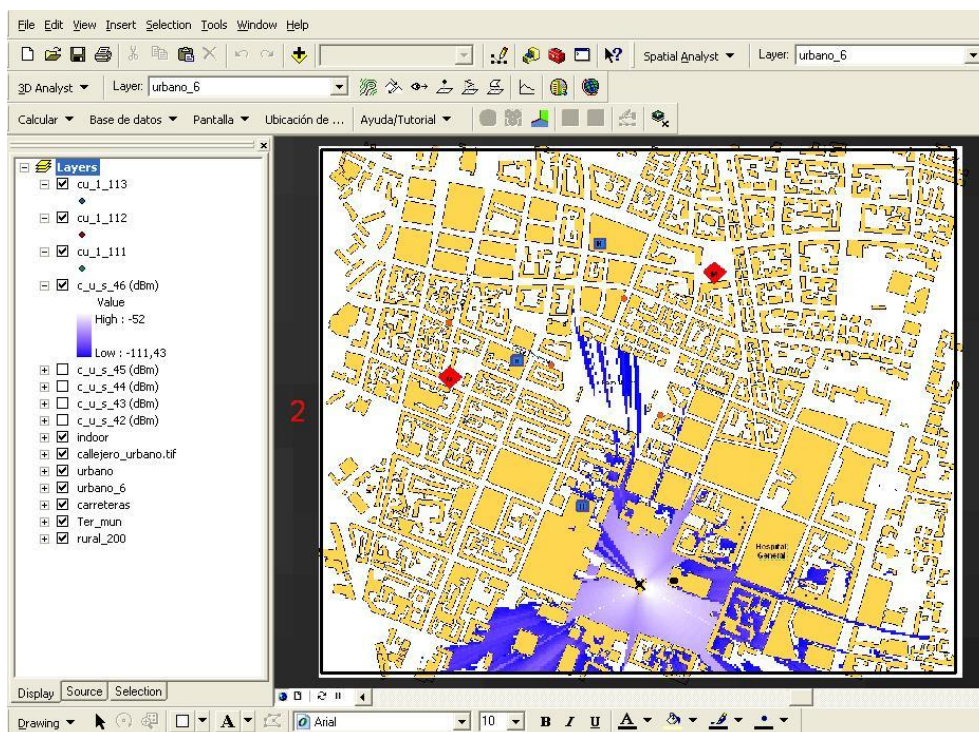 File Edit View Insert Selection Tools Window Help
Spatial Analyst Layer: urbano_6
3D Analyst Layer: urbano_6
Calcular Base de datos Pantalla Ubicación de ... Ayuda/Tutorial
Layers
cu_1_113
cu_1_112
cu_1_111
c_u_s_46 (dBm)
Value
High : -52
Low : -111,43
c_u_s_45 (dBm)
c_u_s_44 (dBm)
c_u_s_43 (dBm)
c_u_s_42 (dBm)
indoor
callejero_urbano.tif
urbano
urbano_6
carreteras
Ter_mun
rural_200
2
H
Hospital
General
Display Source Selection
Drawing A Arial 10 B I U A